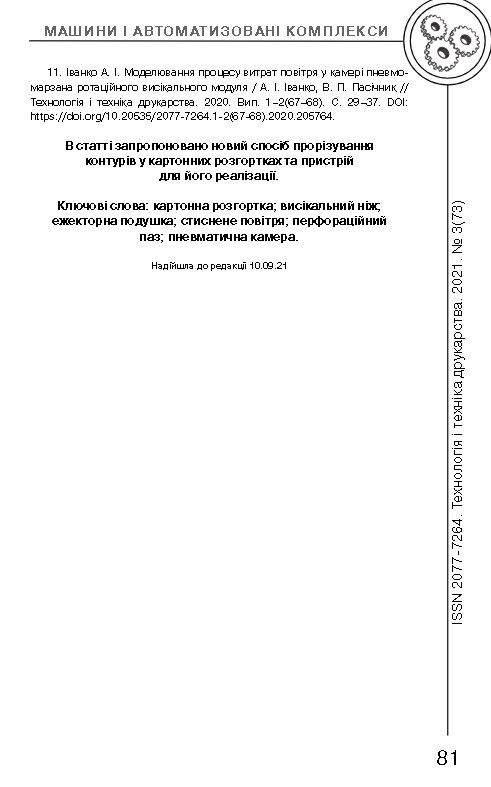 МАШИНИ І АВТОМАТИЗОВАНІ КОМПЛЕКСИ
11. Іванко А. І. Моделювання процесу витрат повітря у камері пневмо-
марзана ротаційного висікального модуля / А. І. Іванко, В. П. Пасічник //
Технологія і техніка друкарства. 2020. Вип. 1–2(67–68). С. 29–37. DOI:
https://doi.org/10.20535/2077-7264.1-2(67-68).2020.205764.
В статті запропоновано новий спосіб прорізування
контурів у картонних розгортках та пристрій
для його реалізації.
Ключові слова: картонна розгортка; висікальний ніж;
ежекторна подушка; стиснене повітря; перфораційний
паз; пневматична камера.
Надійшла до редакції 10.09.21
ISSN 2077-7264. Технологія і техніка друкарства. 2021. № 3(73)
81